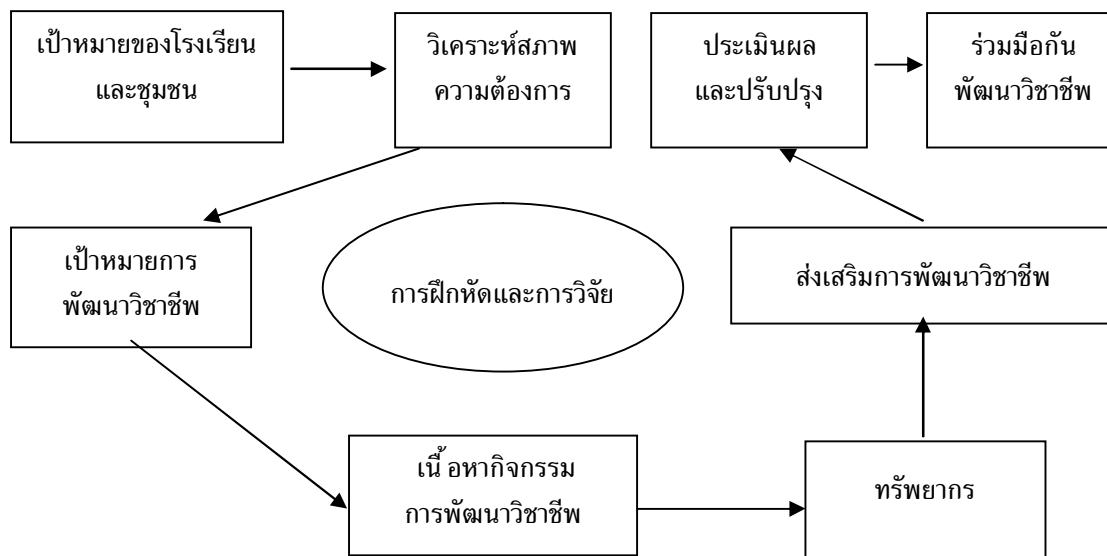 เป้าหมายของโรงเรียน
และชุมชน
วิเคราะห์สภาพ
ความต้องการ
ประเมินผล
และปรับปรุง
ร่วมมือกัน
พัฒนาวิชาชีพ
เป้าหมายการ
พัฒนาวิชาชีพ
การฝึกหัดและการวิจัย
ส่งเสริมการพัฒนาวิชาชีพ
เนื้อหากิจกรรม
การพัฒนาวิชาชีพ
ทรัพยากร